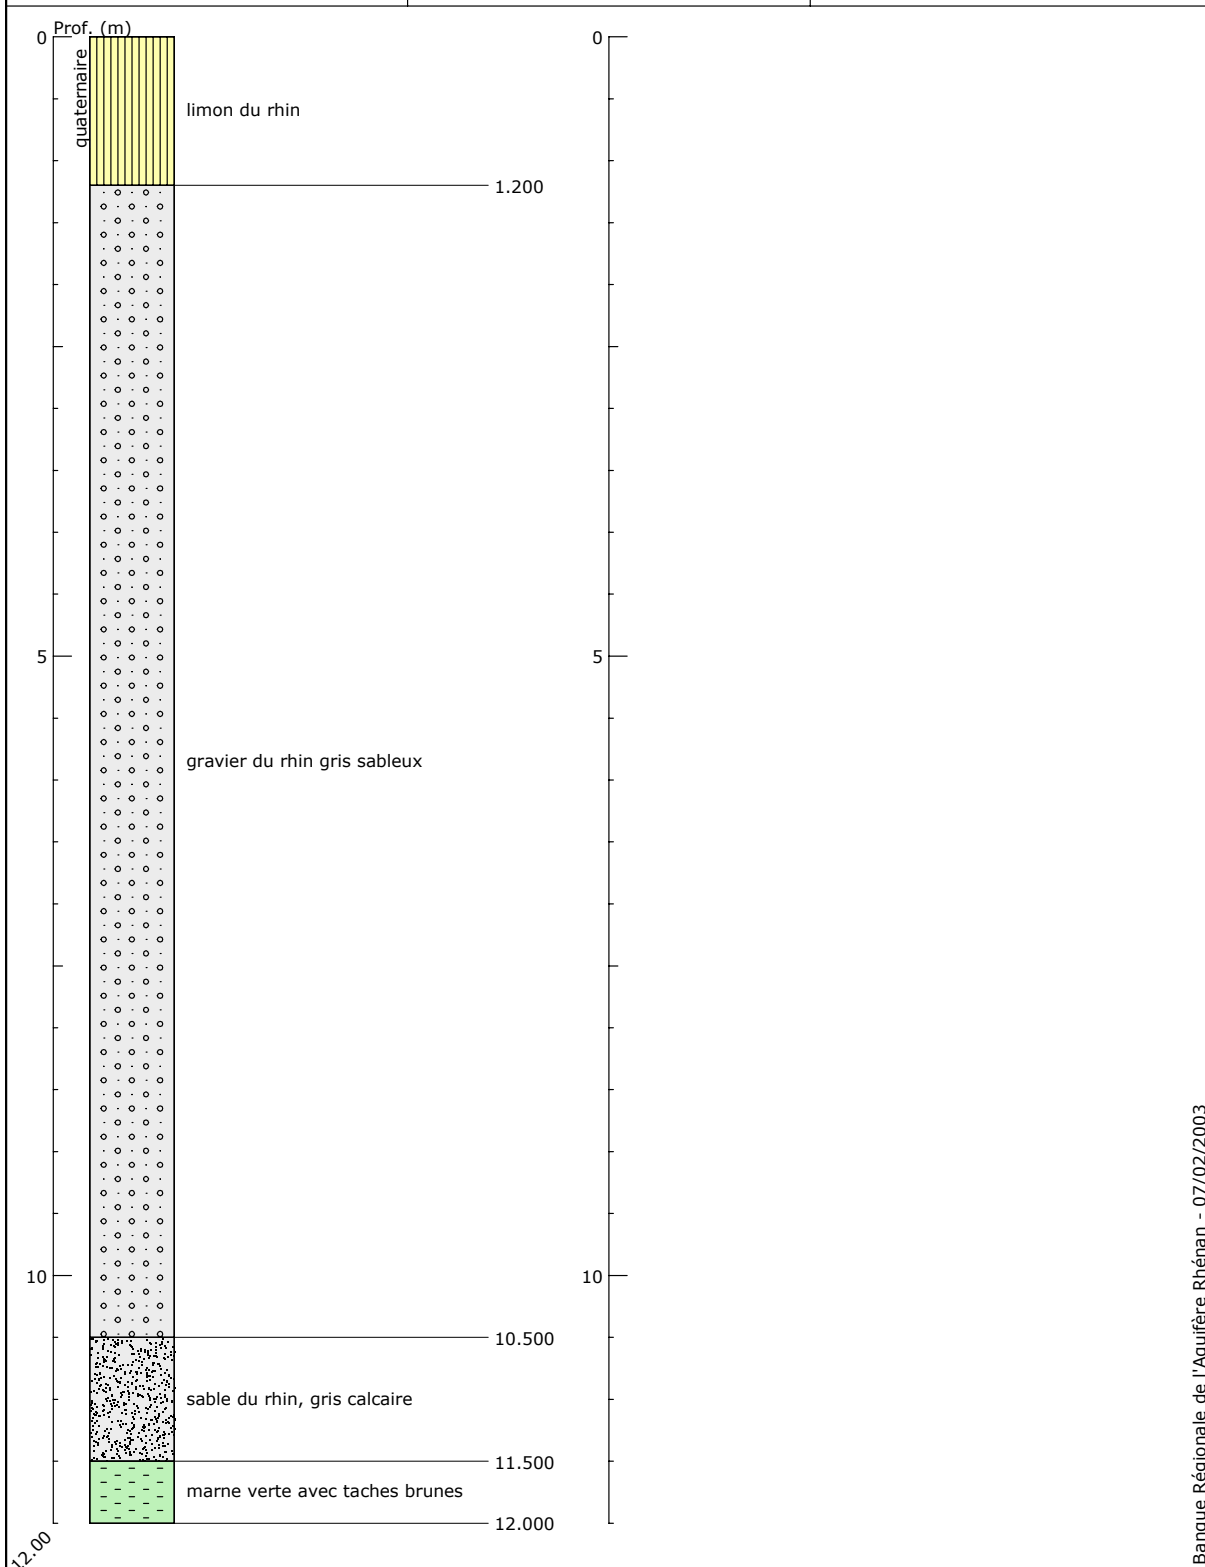 Prof. (m)
0
0
quaternaire
limon du rhin
1.200
5
5
gravier du rhin gris sableux
10
10
10.500
sable du rhin, gris calcaire
11.500
marne verte avec taches brunes
12.000
12.00
Banque Régionale de l'Aquifère Rhénan - 07/02/2003